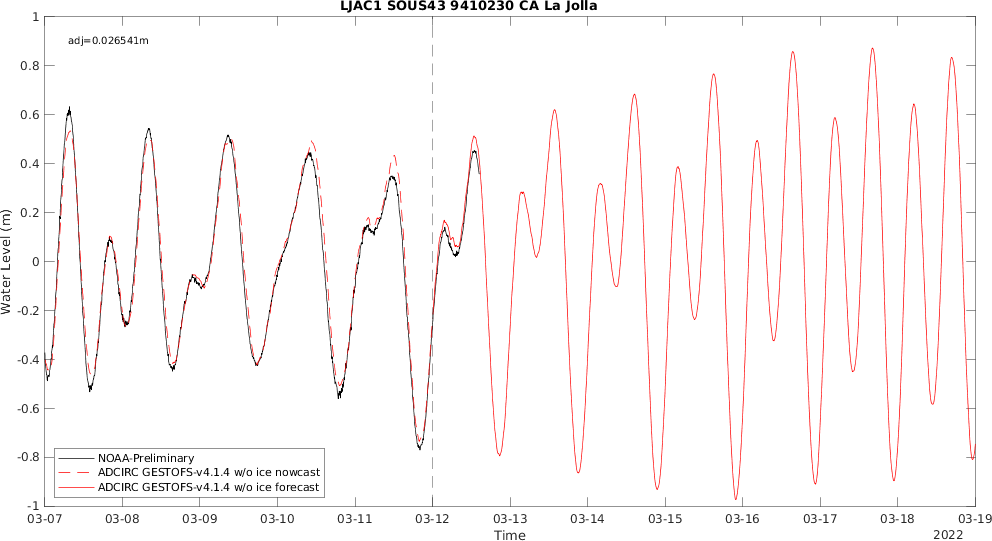 LJAC1 SOUS43 9410230 CA La Jolla
adj=0.026541m
Water Level (m)
1
0.8
0.6
0.4
0.2
0
-0.2
-0.4
-0.6
-0.8
-1
NOAA-Preliminary
ADCIRC GESTOFS-v4.1.4 w/o ice nowcast
ADCIRC GESTOFS-v4.1.4 w/o ice forecast
03-07 03-08 03-09 03-10 03-11 03-12 03-13 03-14 03-15 03-16 03-17 03-18 03-19
Time
2022